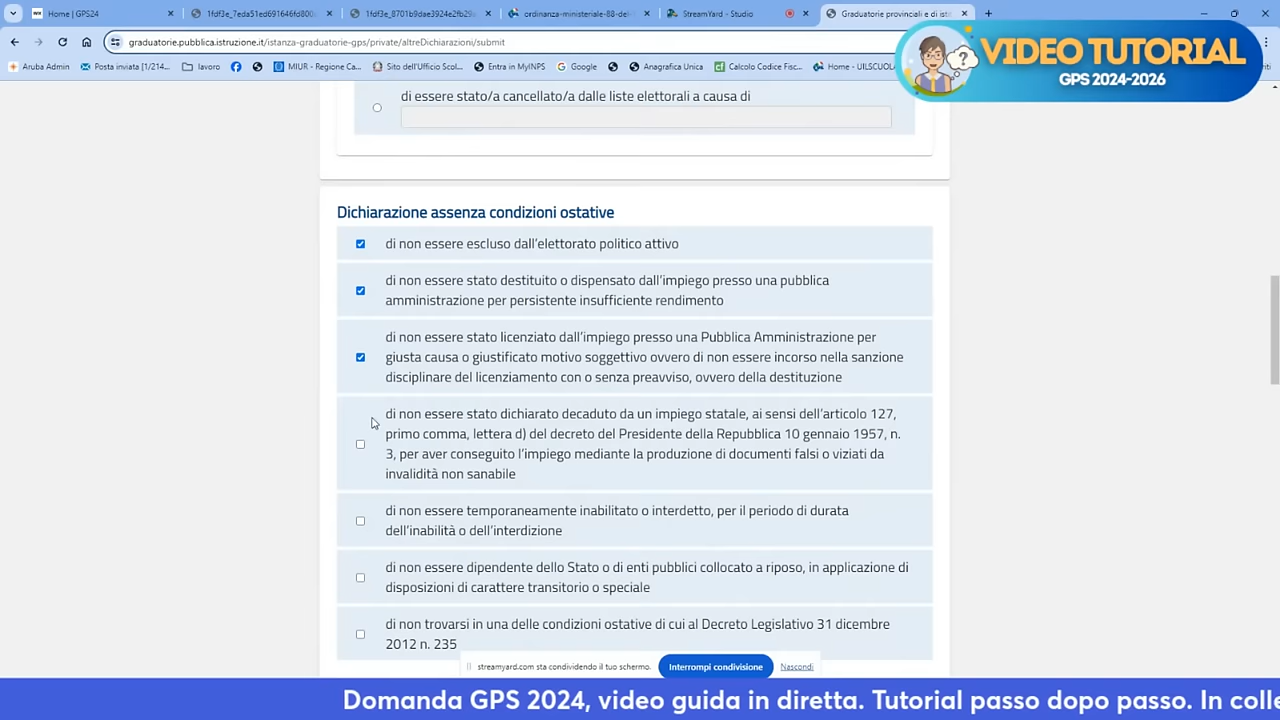 Home | GPS24
1fdf3e_7eda51ed691646fd800
1fdf3e_8701b9dae3924e2fb29
ordinanza-ministeriale-88-del
StreamYard - Studio
Graduatorie provinciali e di isti
graduatorie.pubblica.istruzione.it/istanza-graduatorie-gps/private/altreDichiarazioni/submit
Aruba Admin
Posta inviata [1/214...
lavoro
MIUR - Regione Ca...
Sito dell'Ufficio Scol...
Entra in MyINPS
Google
Anagrafica Unica
Calcolo Codice Fisc...
Home - UILSCUOLA
VIDEO TUTORIAL
GPS 2024-2026
di essere stato/a cancellato/a dalle liste elettorali a causa di
Dichiarazione assenza condizioni ostative
di non essere escluso dall'elettorato politico attivo
di non essere stato destituito o dispensato dall'impiego presso una pubblica
amministrazione per persistente insufficiente rendimento
di non essere stato licenziato dall'impiego presso una Pubblica Amministrazione per
giusta causa o giustificato motivo soggettivo ovvero di non essere incorso nella sanzione
disciplinare del licenziamento con o senza preavviso, ovvero della destituzione
di non essere stato dichiarato decaduto da un impiego statale, ai sensi dell'articolo 127,
primo comma, lettera d) del decreto del Presidente della Repubblica 10 gennaio 1957, n.
3, per aver conseguito l'impiego mediante la produzione di documenti falsi o viziati da
invalidità non sanabile
di non essere temporaneamente inabilitato o interdetto, per il periodo di durata
dell'inabilità o dell'interdizione
di non essere dipendente dello Stato o di enti pubblici collocato a riposo, in applicazione di
disposizioni di carattere transitorio o speciale
di non trovarsi in una delle condizioni ostative di cui al Decreto Legislativo 31 dicembre
2012 n. 235
streamyard.com sta condividendo il tuo schermo.
Interrompi condivisione
Nascondi
Domanda GPS 2024, video guida in diretta. Tutorial passo dopo passo. In colle